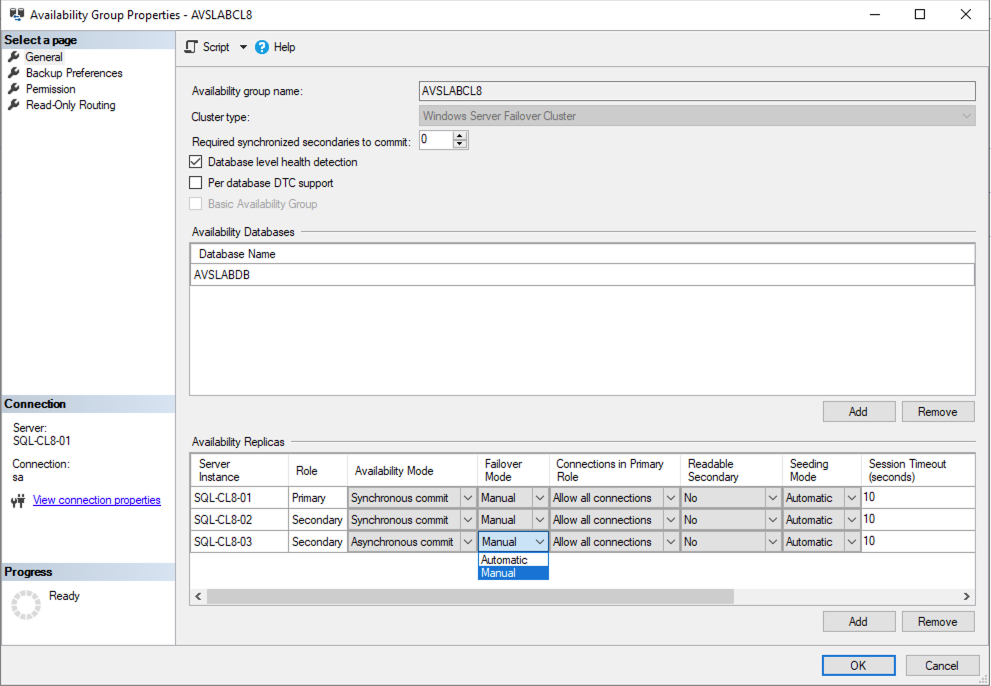 Availability Group Properties - AVSLABCL8
Select a page
General
Backup Preferences
Permission
Read-Only Routing
Connection
Server:
SQL-CL8-01
Connection:
sa
View connection properties
Progress
Ready
Script Help
Availability group name: AVSLABCL8
Cluster type: Windows Server Failover Cluster
Required synchronized secondaries to commit: 0
Database level health detection
Per database DTC support
Basic Availability Group
Availability Databases
Database Name
AVSLABDB
Add Remove
Availability Replicas
Server Instance Role Availability Mode Failover Mode Connections in Primary Role Readable Secondary Seeding Mode Session Timeout (seconds)
SQL-CL8-01 Primary Synchronous commit Manual Allow all connections No Automatic 10
SQL-CL8-02 Secondary Synchronous commit Manual Allow all connections No Automatic 10
SQL-CL8-03 Secondary Asynchronous commit Manual Allow all connections No Automatic 10
Automatic
Manual
Add Remove
OK Cancel